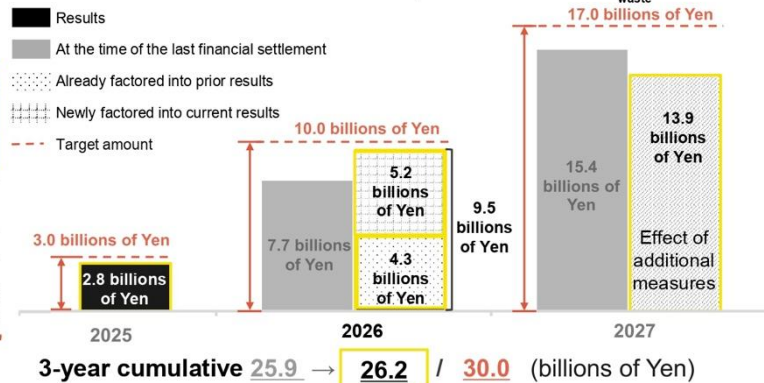 waste
Results
At the time of the last financial settlement
Already factored into prior results
Newly factored into current results
Target amount
17.0 billions of Yen
10.0 billions of Yen
3.0 billions of Yen
2.8 billions
of Yen
7.7 billions
of Yen
5.2
billions
of Yen
4.3
billions
of Yen
9.5
billions
of Yen
15.4
billions of
Yen
13.9
billions
of Yen
Effect of
additional
measures
2025
2026
2027
3-year cumulative 25.9 → 26.2 / 30.0 (billions of Yen)